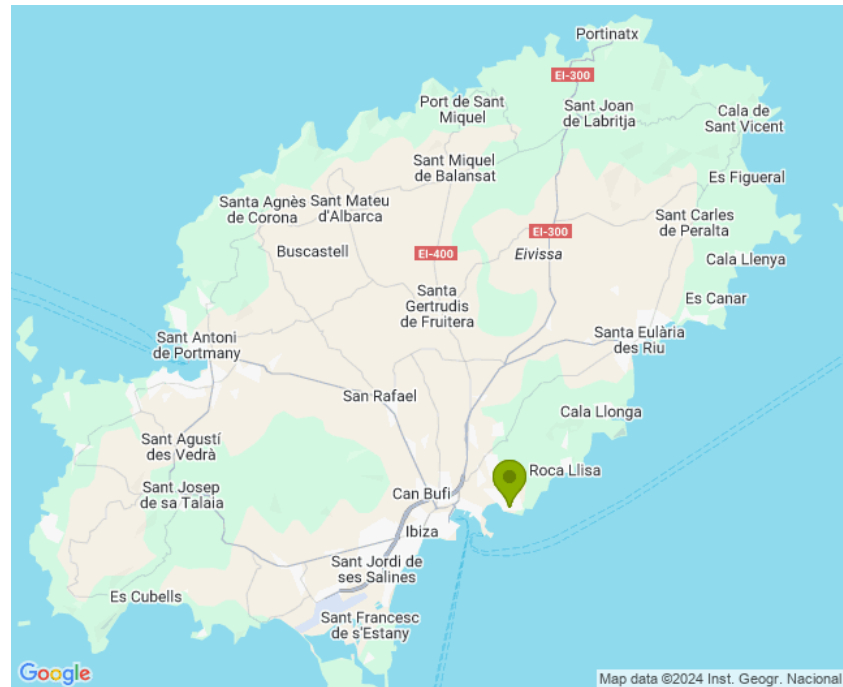 Portinatx
EI-300
Port de Sant
Miquel
Sant Joan
de Labritja
Cala de
Sant Vicent
Sant Miquel
de Balansat
Es Figueral
Santa Agnès
de Corona
Sant Mateu
d'Albarca
Sant Carles
de Peralta
EI-300
Buscastell
EI-400
Eivissa
Cala Llenya
Santa
Gertrudis
de Fruitera
Es Canar
Sant Antoni
de Portmany
Santa Eulària
des Riu
San Rafael
Cala Llonga
Sant Agustí
des Vedrà
Roca Llisa
Sant Josep
de sa Talaia
Can Bufi
Ibiza
Sant Jordi de
ses Salines
Es Cubells
Sant Francesc
de s'Estany
Google
Map data ©2024 Inst. Geogr. Nacional